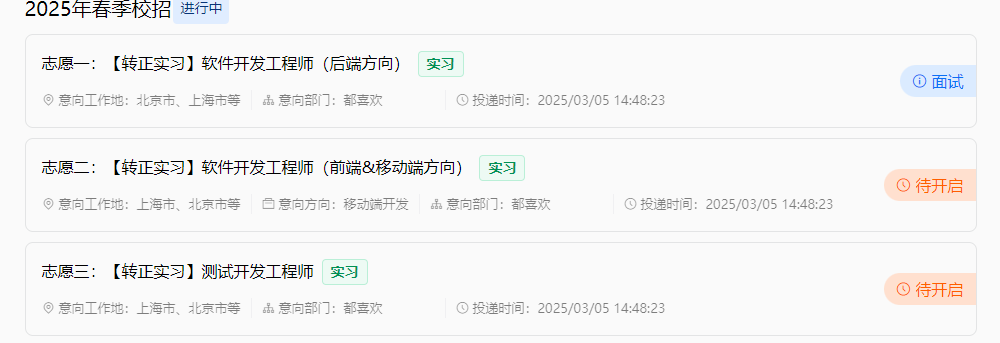 2025年春季校招 进行中
志愿一：【转正实习】软件开发工程师（后端方向） 实习
意向工作地：北京市、上海市等 意向部门：都喜欢 投递时间：2025/03/05 14:48:23
面试
志愿二：【转正实习】软件开发工程师（前端&移动端方向） 实习
意向工作地：上海市、北京市等 意向方向：移动端开发 意向部门：都喜欢 投递时间：2025/03/05 14:48:23
待开启
志愿三：【转正实习】测试开发工程师 实习
意向工作地：上海市、北京市等 意向部门：都喜欢 投递时间：2025/03/05 14:48:23
待开启